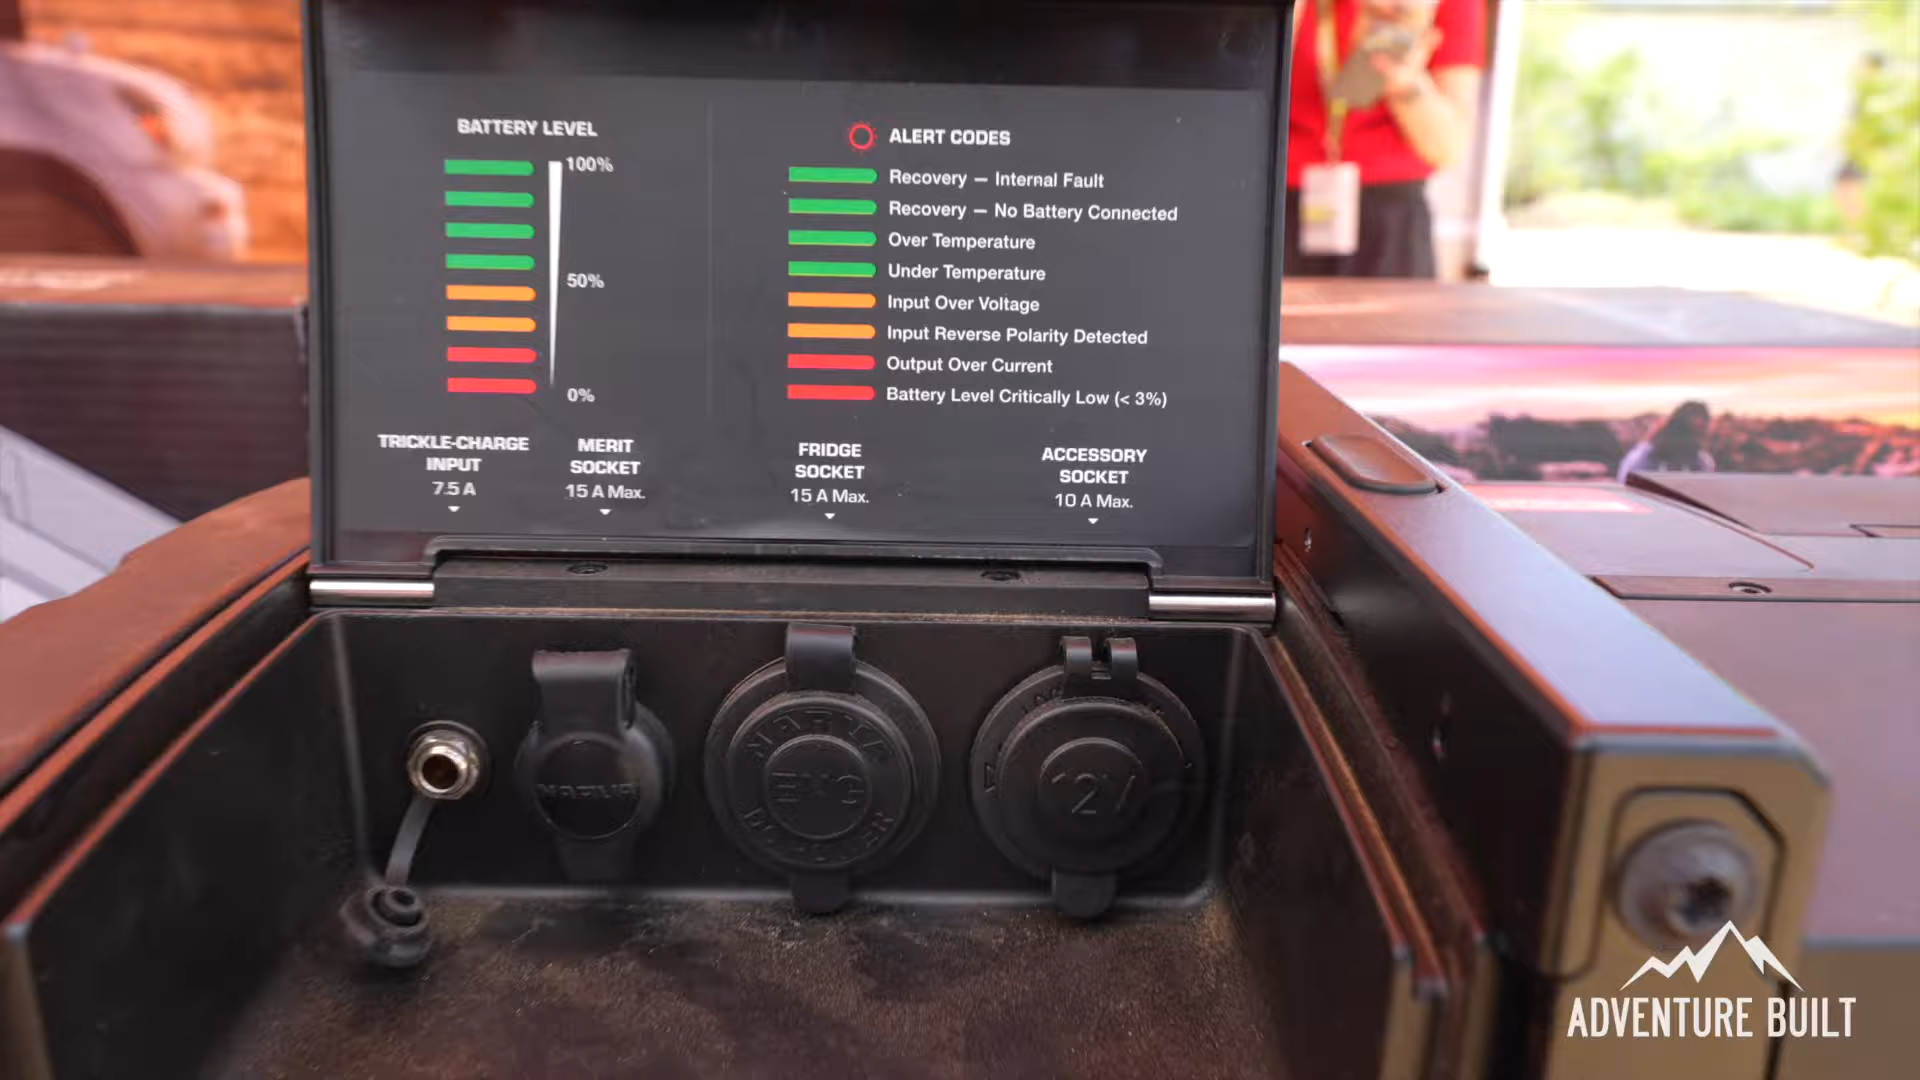 BATTERY LEVEL
100%
50%
0%
ALERT CODES
Recovery — Internal Fault
Recovery — No Battery Connected
Over Temperature
Under Temperature
Input Over Voltage
Input Reverse Polarity Detected
Output Over Current
Battery Level Critically Low (< 3%)
TRICKLE-CHARGE
INPUT
7.5 A
MERIT
SOCKET
15 A Max.
FRIDGE
SOCKET
15 A Max.
ACCESSORY
SOCKET
10 A Max.
12V
ADVENTURE BUILT